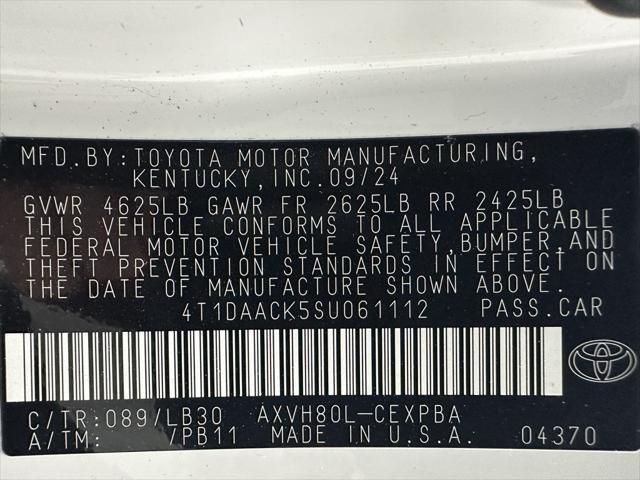 MFD. BY: TOYOTA MOTOR MANUFACTURING,
KENTUCKY, INC. 09/24
GVWR 4625LB GAWR FR 2625LB RR 2425LB
THIS VEHICLE CONFORMS TO ALL APPLICABLE
FEDERAL MOTOR VEHICLE SAFETY, BUMPER, AND
THEFT PREVENTION STANDARDS IN EFFECT ON
THE DATE OF MANUFACTURE SHOWN ABOVE.
4T1DAACK5SU061112 PASS. CAR
C/TR: 089/LB30 AXVH80L-CEXPBA
A/TM: /PB11 MADE IN U.S.A. 04370